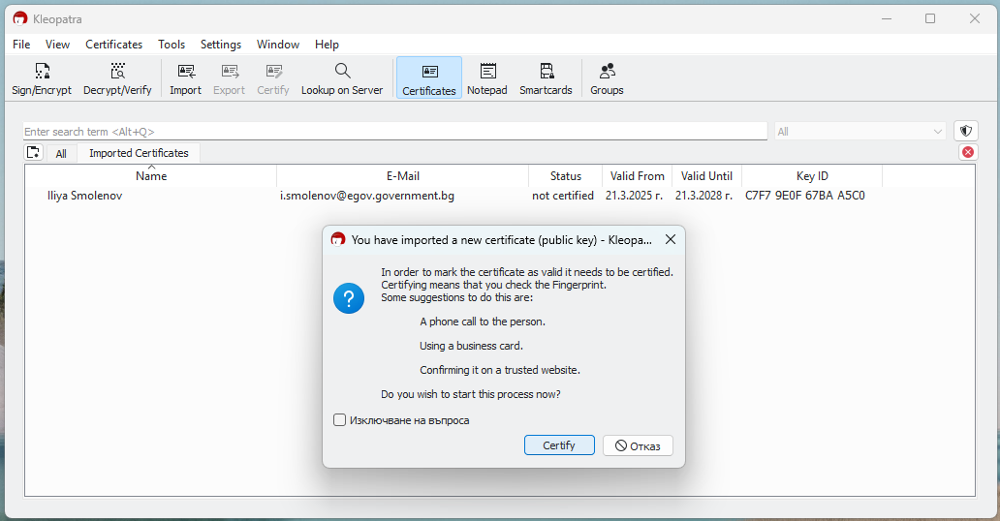 Kleopatra
File View Certificates Tools Settings Window Help
Sign/Encrypt Decrypt/Verify Import Export Certify Lookup on Server Certificates Notepad Smartcards Groups
Enter search term <Alt+Q> All
All Imported Certificates
Name E-Mail Status Valid From Valid Until Key ID
Iliya Smolenov i.smolenov@egov.government.bg not certified 21.3.2025 г. 21.3.2028 г. C7F7 9E0F 67BA A5C0
You have imported a new certificate (public key) - Kleopa...
In order to mark the certificate as valid it needs to be certified.
Certifying means that you check the Fingerprint.
Some suggestions to do this are:
A phone call to the person.
Using a business card.
Confirming it on a trusted website.
Do you wish to start this process now?
Изключване на въпроса
Certify Отказ